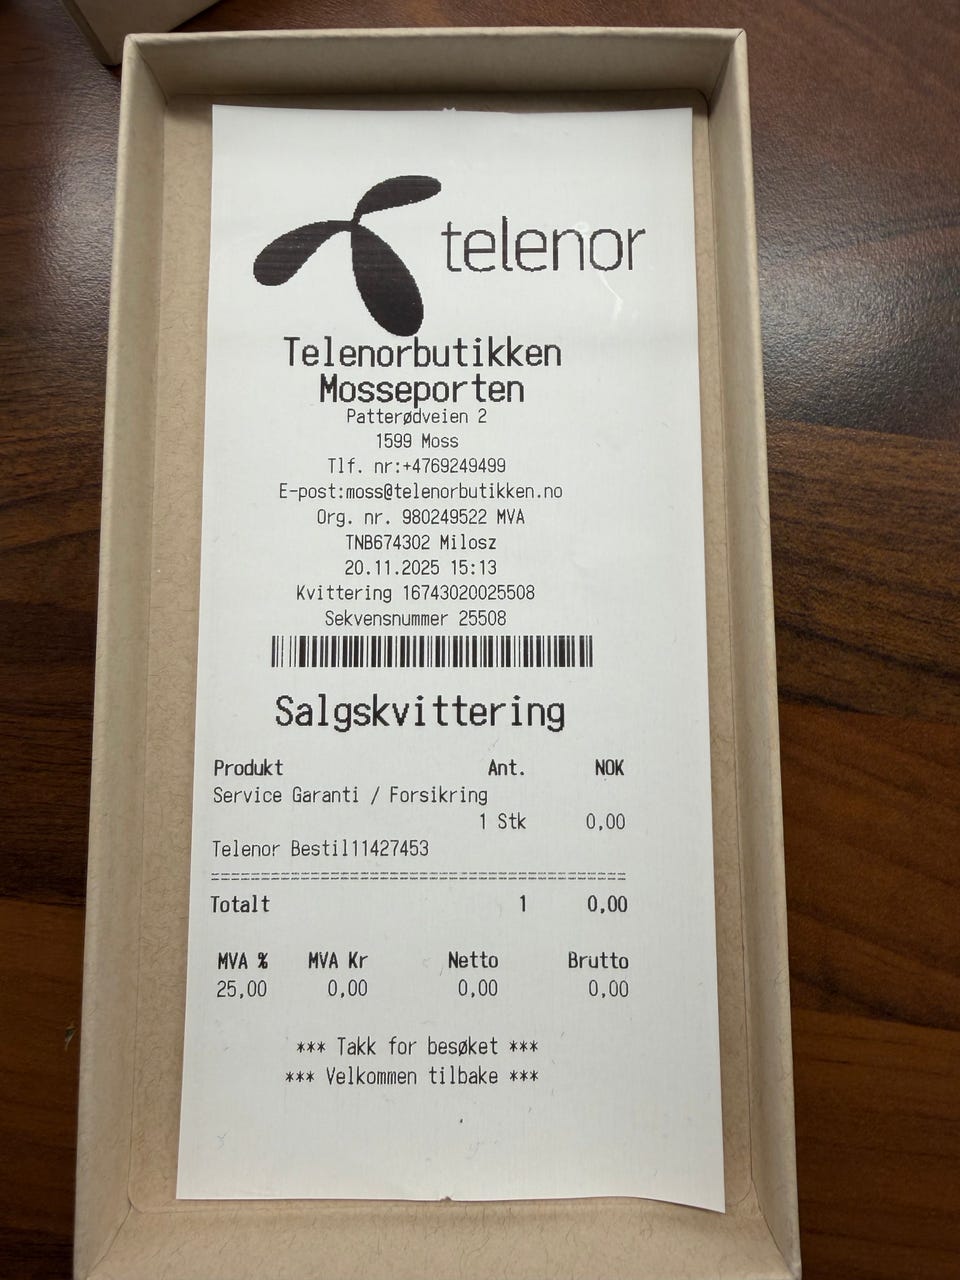 telenor
Telenorbutikken
Mosseporten
Patterødveien 2
1599 Moss
Tlf. nr:+4769249499
E-post:moss@telenorbutikken.no
Org. nr. 980249522 MVA
TNB674302 Milosz
20.11.2025 15:13
Kvittering 16743020025508
Sekvensnummer 25508
Salgskvittering
Produkt Ant. NOK
Service Garanti / Forsikring
1 Stk 0,00
Telenor Bestil11427453
================================================
Totalt 1 0,00
MVA % MVA Kr Netto Brutto
25,00 0,00 0,00 0,00
*** Takk for besøket ***
*** Velkommen tilbake ***